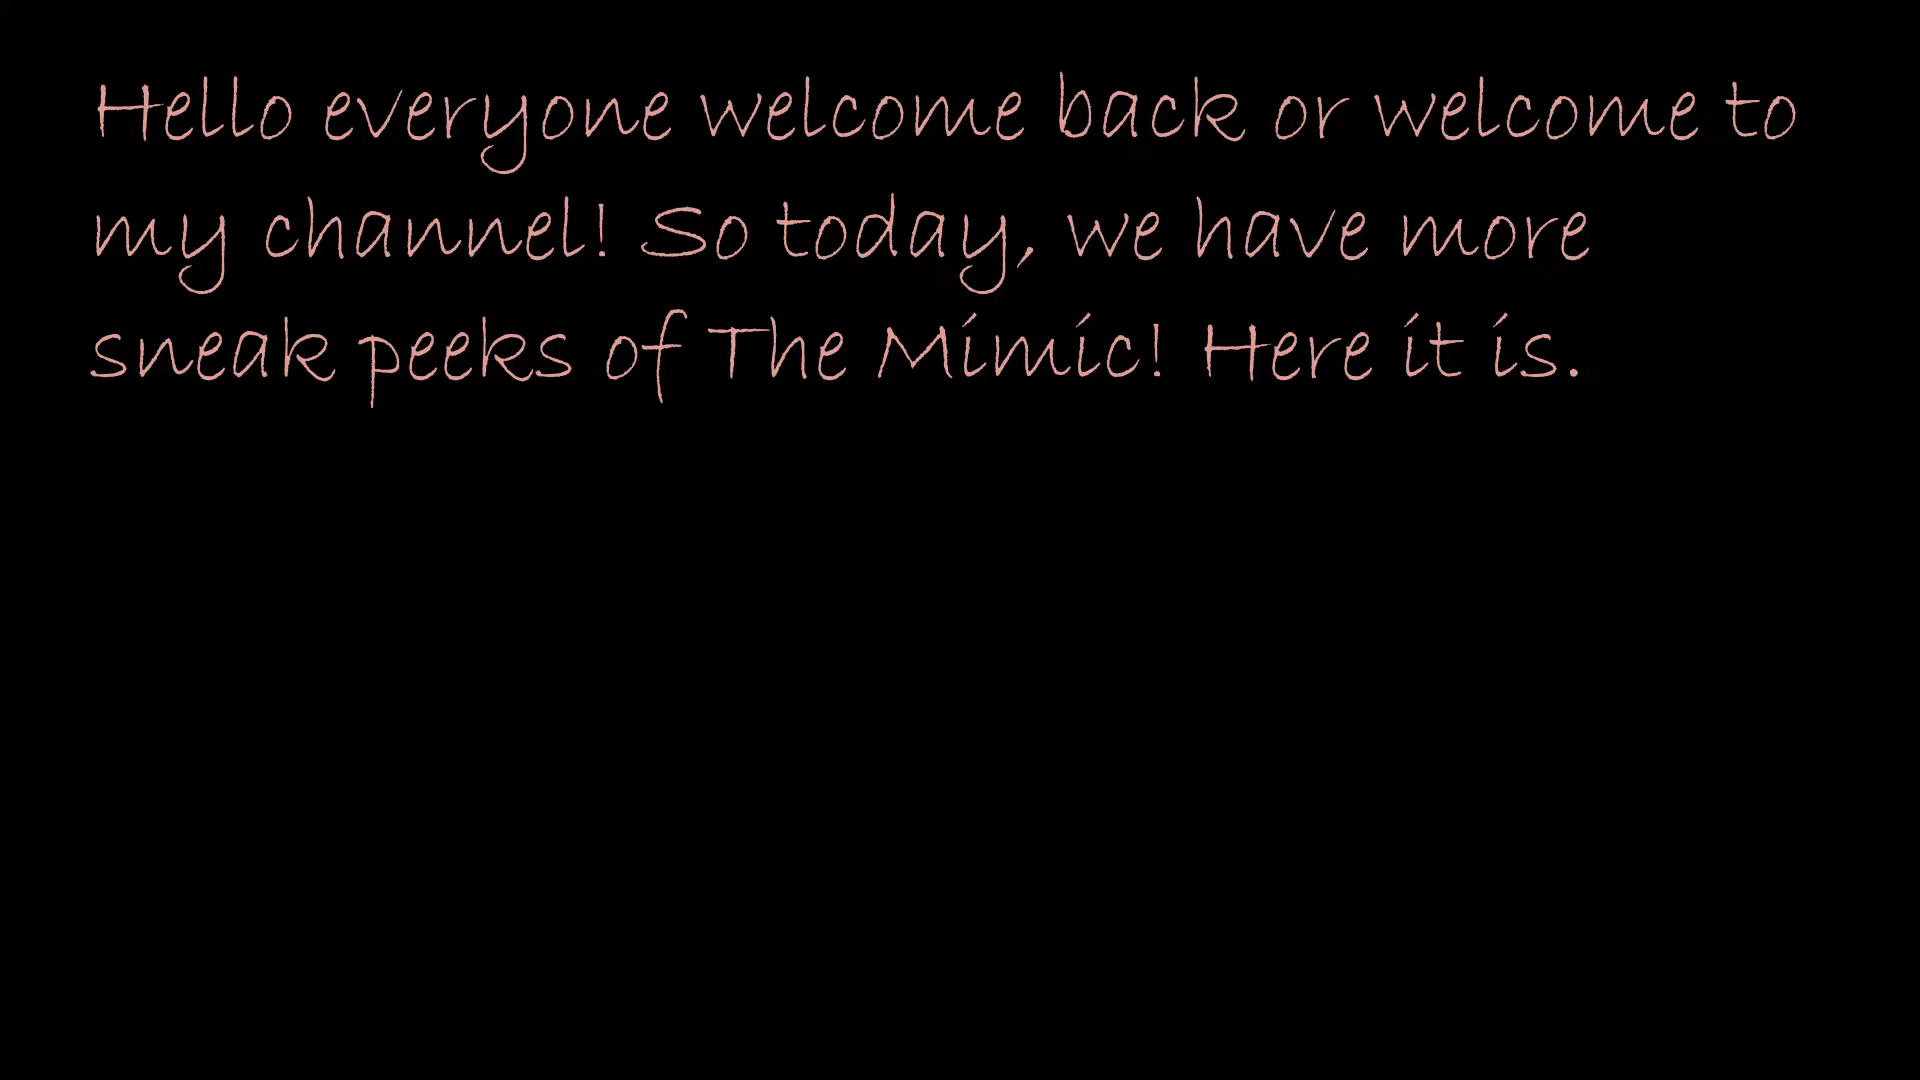 Hello everyone welcome back or welcome to
my channel! So today, we have more
sneak peeks of The Mimic! Here it is.